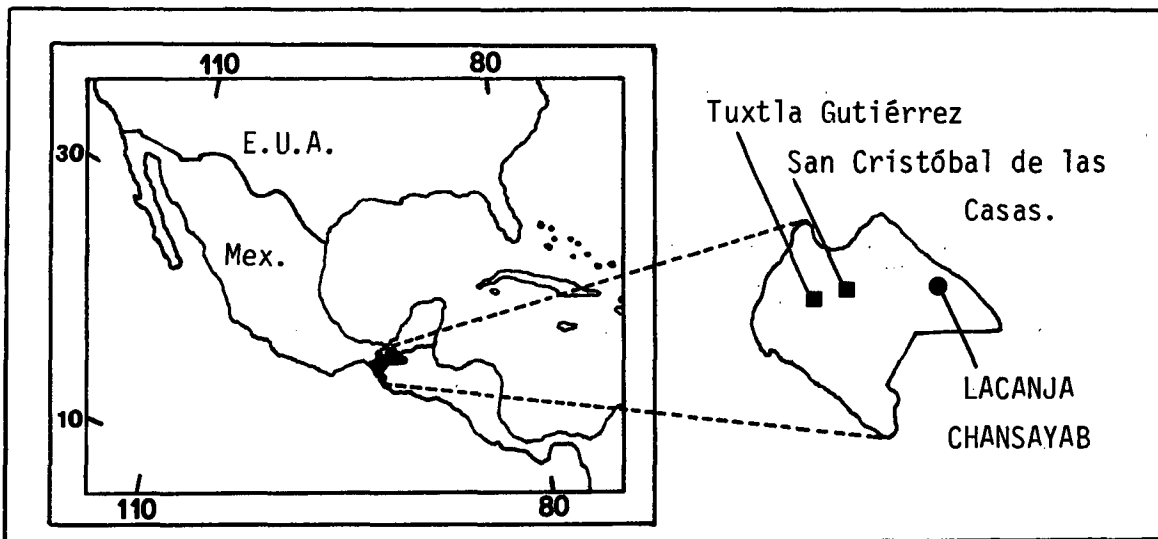 110 80
30
E.U.A.
Mex.
10
110 80
Tuxtla Gutiérrez
San Cristóbal de las
Casas.
LACANJA
CHANSAYAB